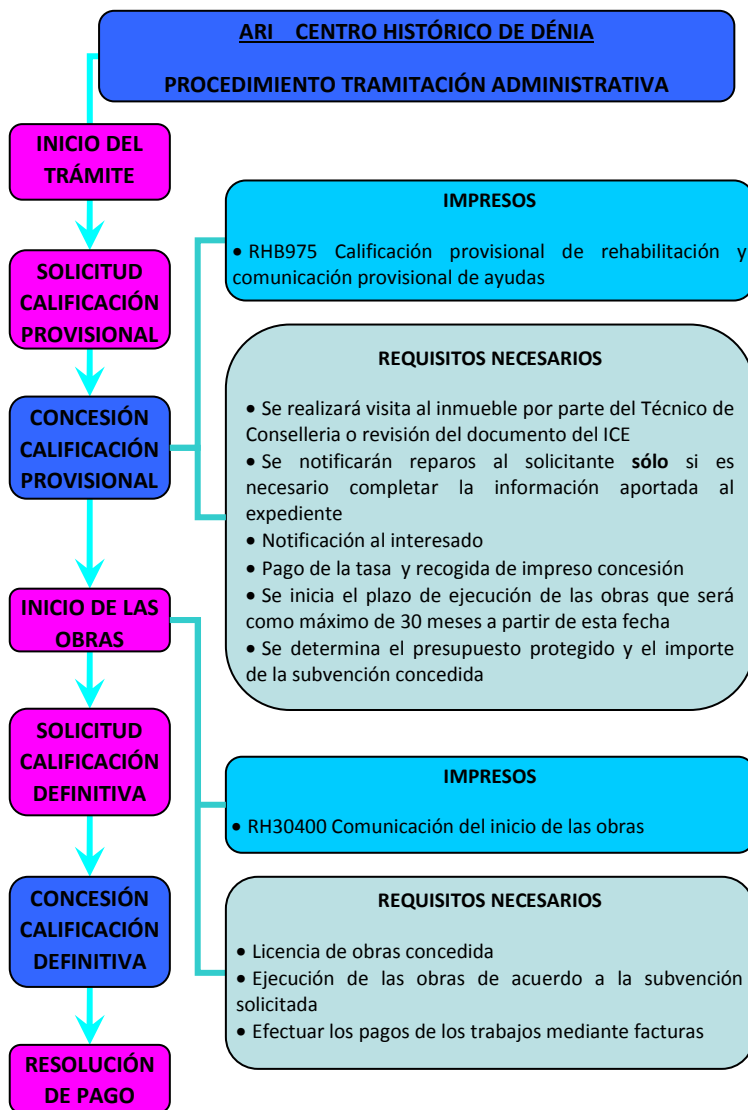 ARI CENTRO HISTÓRICO DE DÉNIA
PROCEDIMIENTO TRAMITACIÓN ADMINISTRATIVA
INICIO DEL
TRÁMITE
SOLICITUD
CALIFICACIÓN
PROVISIONAL
CONCESIÓN
CALIFICACIÓN
PROVISIONAL
INICIO DE LAS
OBRAS
SOLICITUD
CALIFICACIÓN
DEFINITIVA
CONCESIÓN
CALIFICACIÓN
DEFINITIVA
RESOLUCIÓN
DE PAGO
IMPRESOS
• RHB975 Calificación provisional de rehabilitación y
comunicación provisional de ayudas
REQUISITOS NECESARIOS
• Se realizará visita al inmueble por parte del Técnico de
Conselleria o revisión del documento del ICE
• Se notificarán reparos al solicitante sólo si es
necesario completar la información aportada al
expediente
• Notificación al interesado
• Pago de la tasa y recogida de impreso concesión
• Se inicia el plazo de ejecución de las obras que será
como máximo de 30 meses a partir de esta fecha
• Se determina el presupuesto protegido y el importe
de la subvención concedida
IMPRESOS
• RH30400 Comunicación del inicio de las obras
REQUISITOS NECESARIOS
• Licencia de obras concedida
• Ejecución de las obras de acuerdo a la subvención
solicitada
• Efectuar los pagos de los trabajos mediante facturas